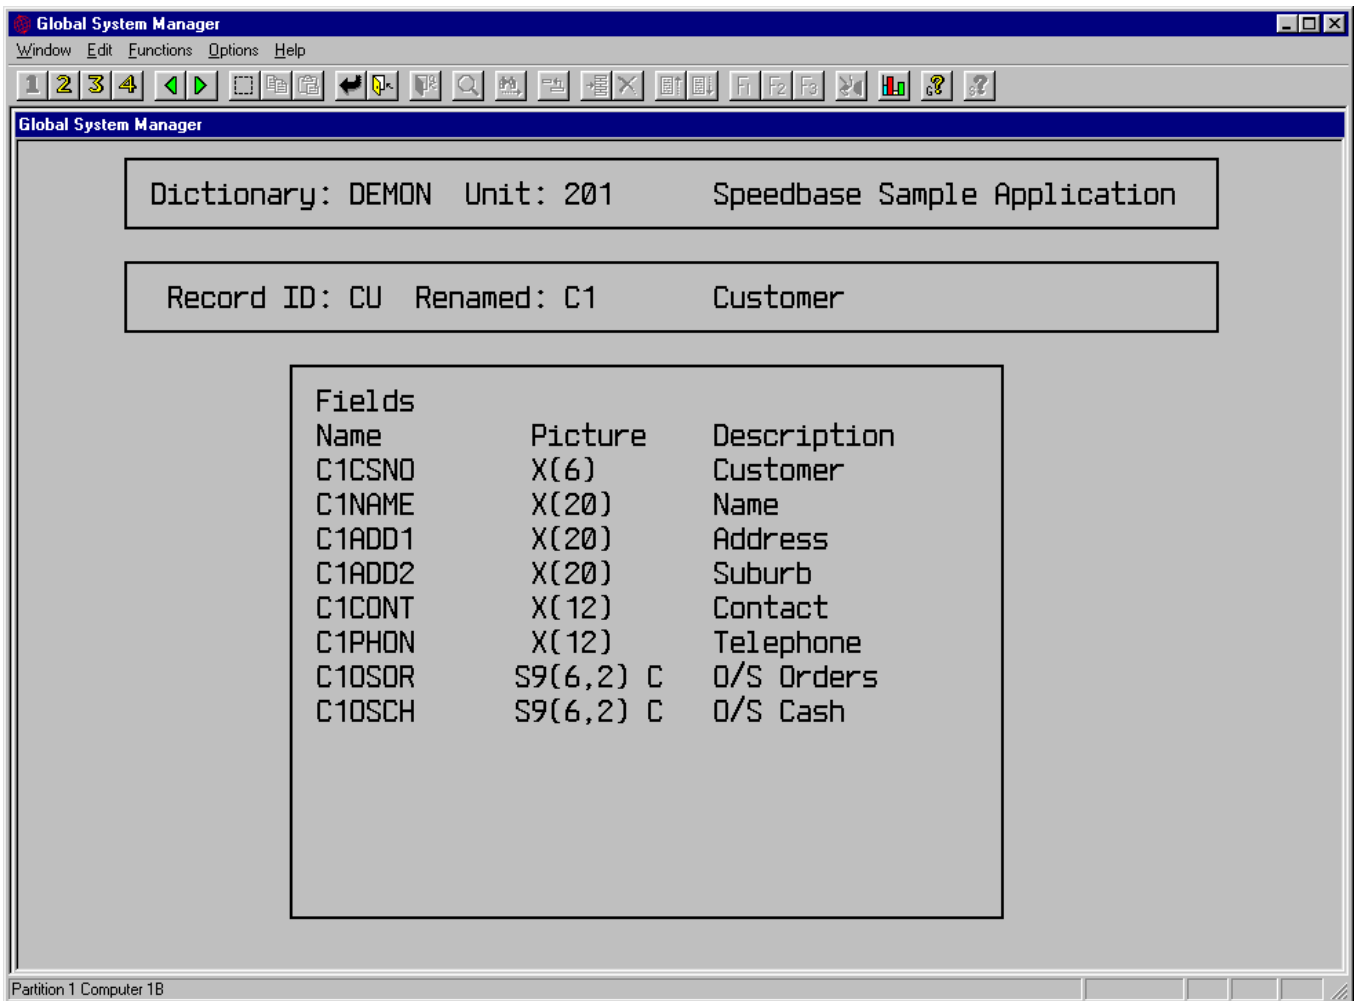 Global System Manager
Window Edit Functions Options Help
1 2 3 4 F1 F2 F3 G? S?
Global System Manager
Dictionary: DEMON Unit: 201 Speedbase Sample Application
Record ID: CU Renamed: C1 Customer
Fields
Name Picture Description
C1CSNO X(6) Customer
C1NAME X(20) Name
C1ADD1 X(20) Address
C1ADD2 X(20) Suburb
C1CONT X(12) Contact
C1PHON X(12) Telephone
C1OSOR S9(6,2) C O/S Orders
C1OSCH S9(6,2) C O/S Cash
Partition 1 Computer 1B